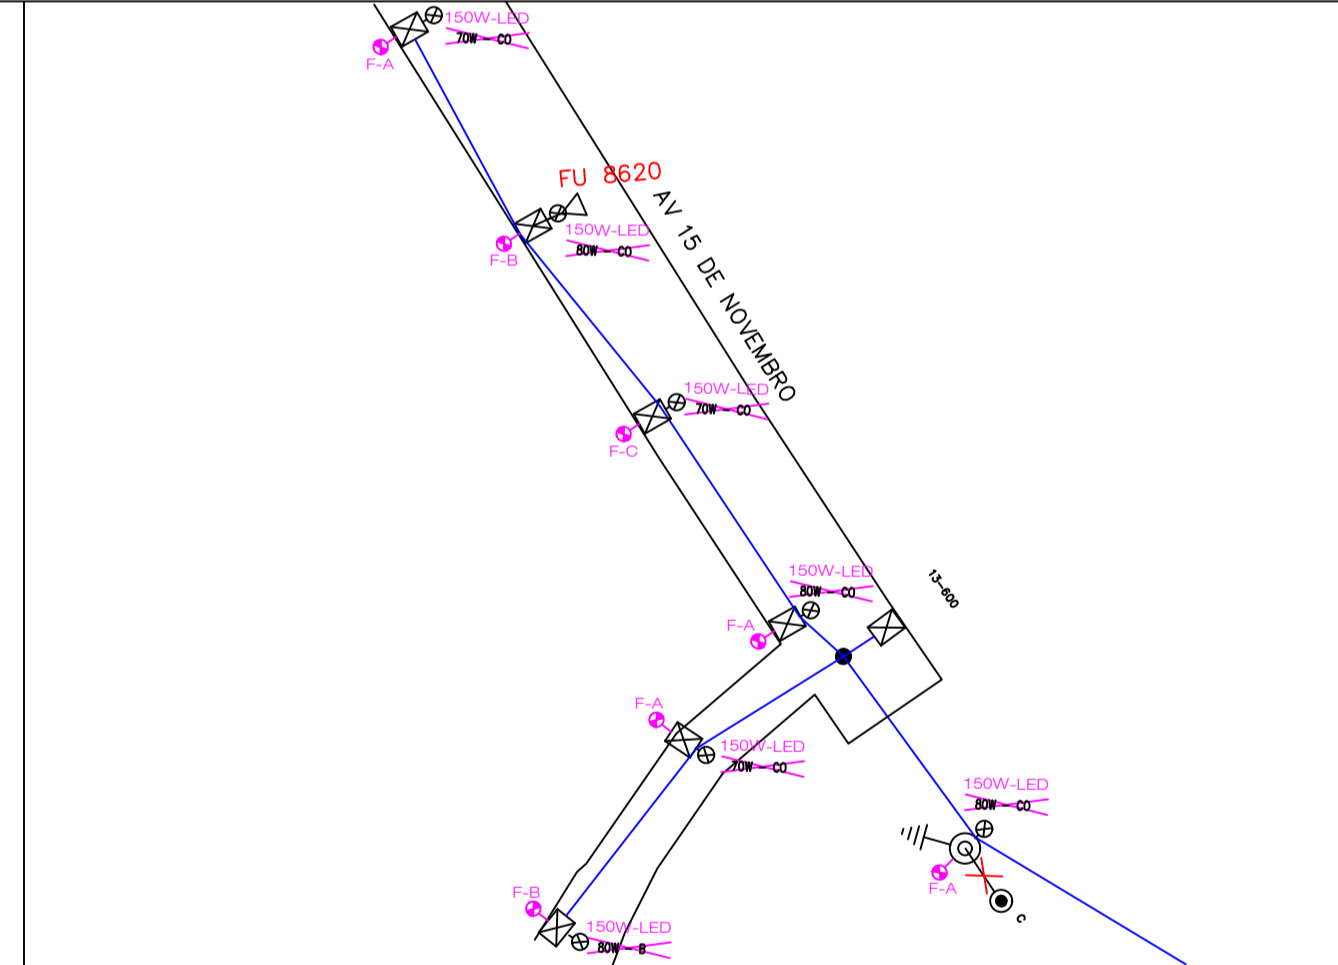 150W-LED
70W - CO
F-A
FU 8620
150W-LED
80W - CO
F-B
AV 15 DE NOVEMBRO
150W-LED
70W - CO
F-C
150W-LED
80W - CO
13-600
F-A
F-A
150W-LED
70W - CO
150W-LED
80W - CO
F-A
F-B
C
150W-LED
80W - B